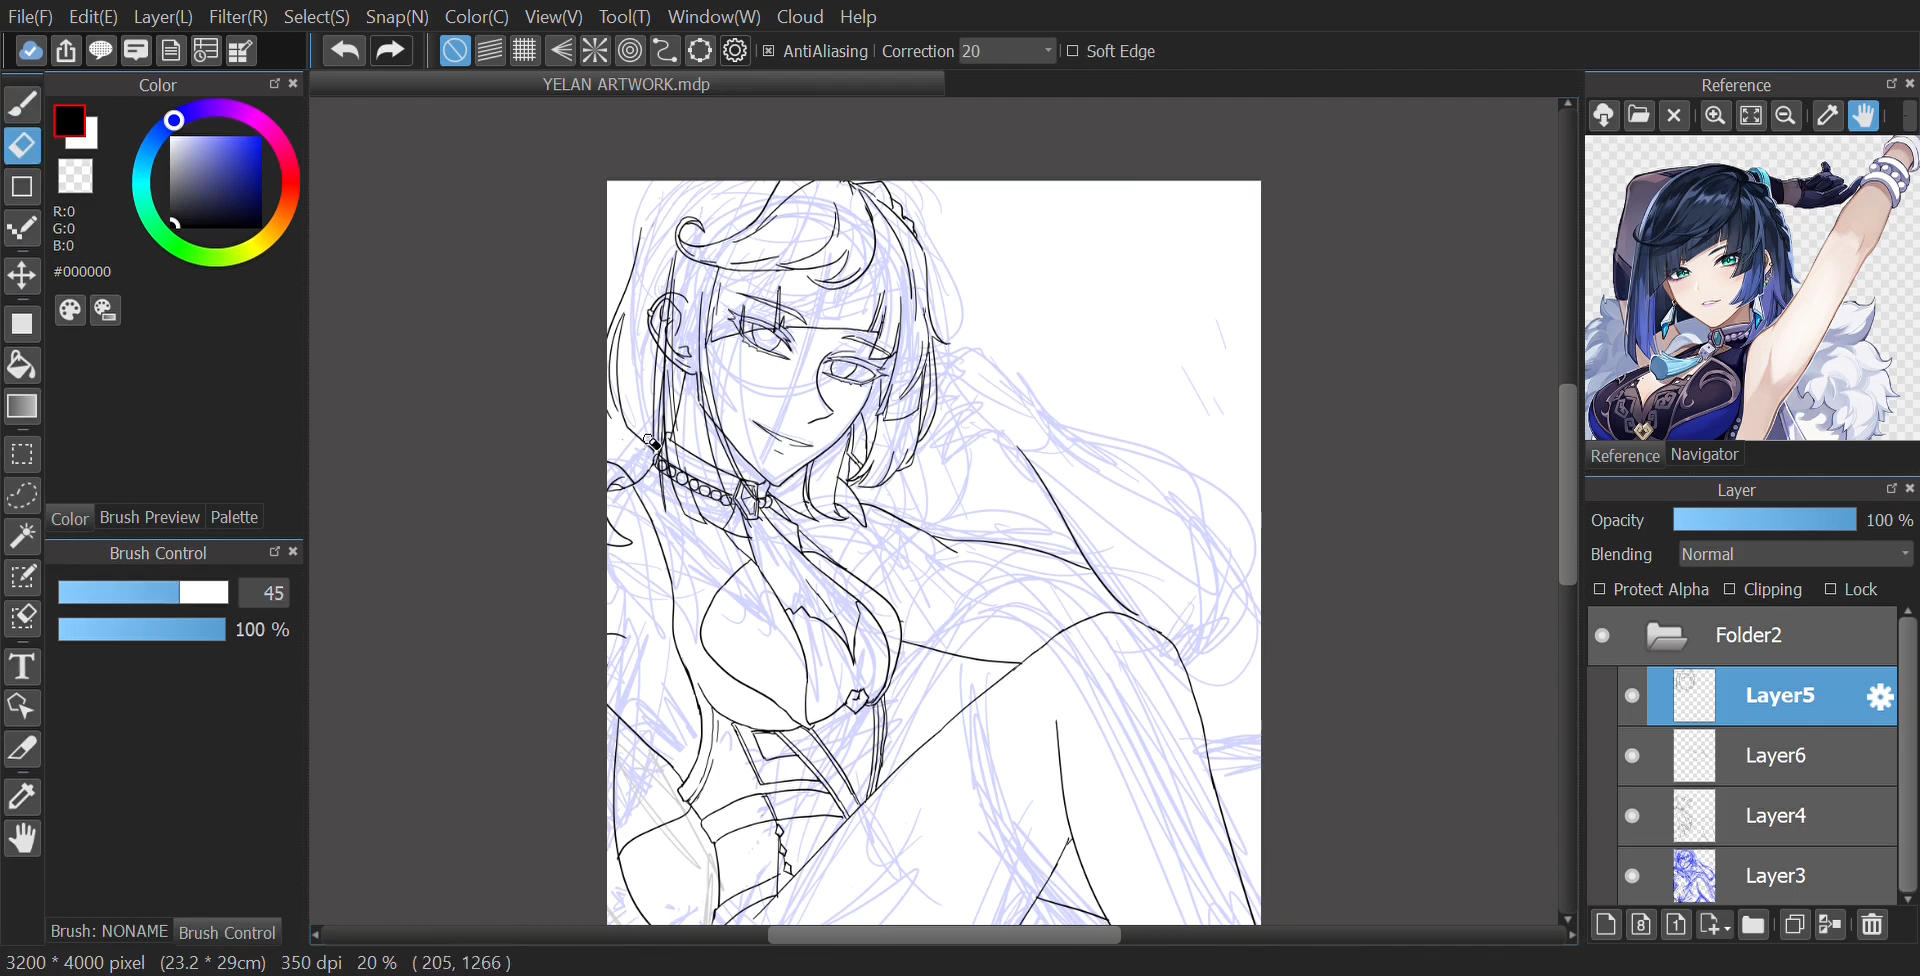 File(F) Edit(E) Layer(L) Filter(R) Select(S) Snap(N) Color(C) View(V) Tool(T) Window(W) Cloud Help
AntiAliasing Correction 20 Soft Edge
Color
YELAN ARTWORK.mdp
Reference
R:0
G:0
B:0
#000000
Reference Navigator
Layer
Opacity 100 %
Color Brush Preview Palette
Brush Control
Blending Normal
Protect Alpha Clipping Lock
45
100 %
Folder2
Layer5
Layer6
Layer4
Layer3
8 1
Brush: NONAME Brush Control
3200 * 4000 pixel (23.2 * 29cm) 350 dpi 20 % ( 205, 1266 )